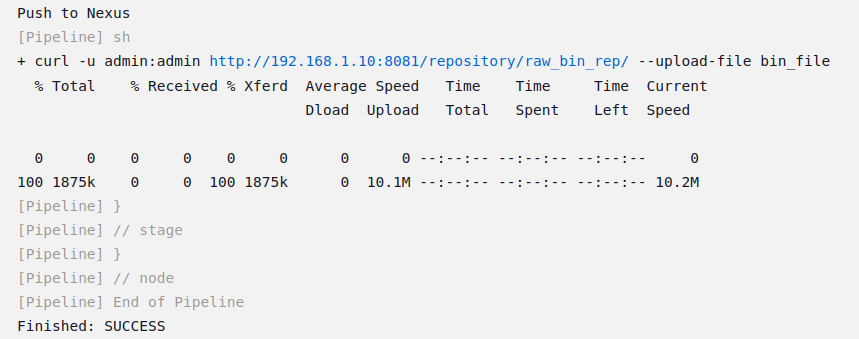 Push to Nexus
[Pipeline] sh
+ curl -u admin:admin http://192.168.1.10:8081/repository/raw_bin_rep/ --upload-file bin_file
  % Total    % Received % Xferd  Average Speed   Time    Time     Time  Current
                                 Dload  Upload   Total   Spent    Left  Speed
  0     0    0     0    0     0      0      0 --:--:-- --:--:-- --:--:--     0
100 1875k    0     0  100 1875k      0  10.1M --:--:-- --:--:-- --:--:-- 10.2M
[Pipeline] }
[Pipeline] // stage
[Pipeline] }
[Pipeline] // node
[Pipeline] End of Pipeline
Finished: SUCCESS